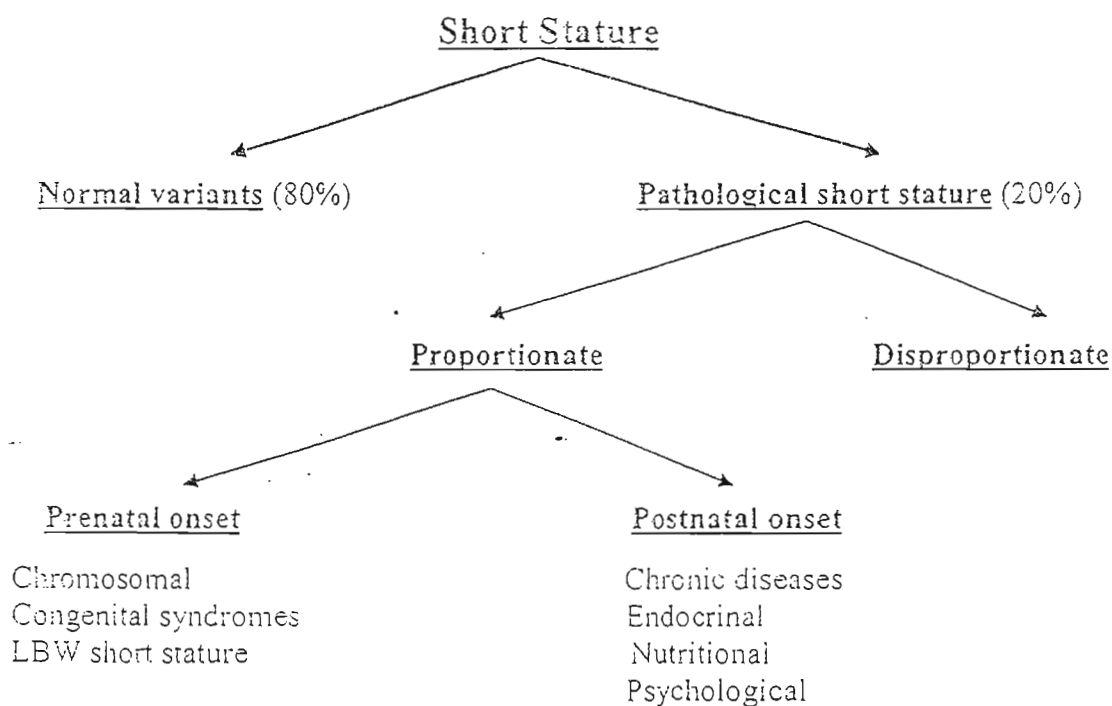 Short Stature
Normal variants (80%)
Pathological short stature (20%)
Proportionate
Disproportionate
Prenatal onset
Chromosomal
Congenital syndromes
LBW short stature
Postnatal onset
Chronic diseases
Endocrinal
Nutritional
Psychological